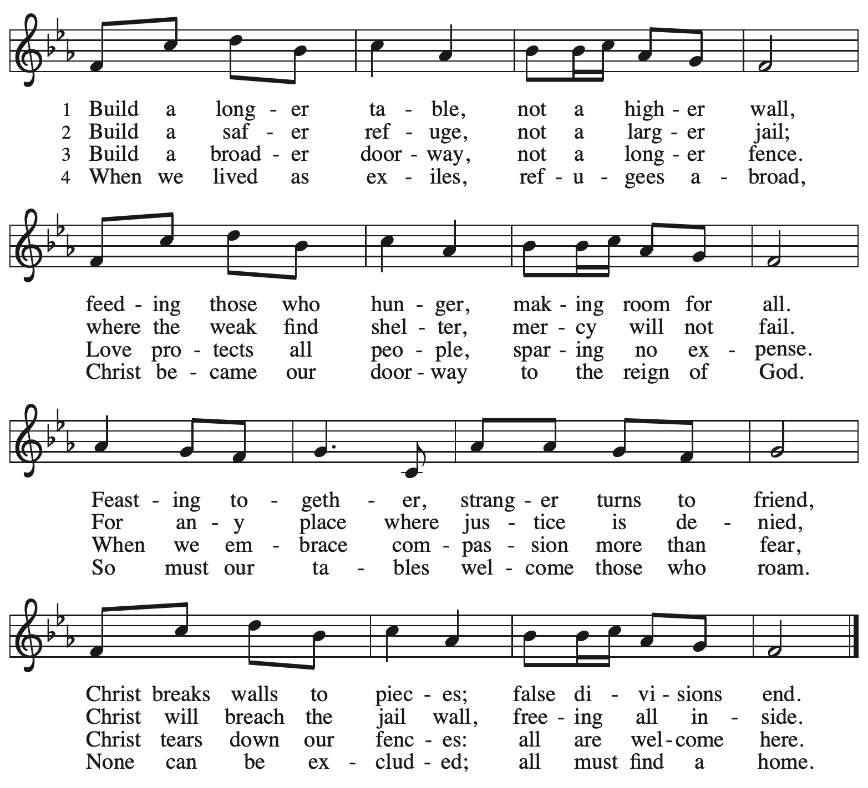 1 Build a long - er ta - ble, not a high - er wall,
2 Build a saf - er ref - uge, not a larg - er jail;
3 Build a broad - er door - way, not a long - er fence.
4 When we lived as ex - iles, ref - u - gees a - broad,
feed - ing those who hun - ger, mak - ing room for all.
where the weak find shel - ter, mer - cy will not fail.
Love pro - tects all peo - ple, spar - ing no ex - pense.
Christ be - came our door - way to the reign of God.
Feast - ing to - geth - er, strang - er turns to friend,
For an - y place where jus - tice is de - nied,
When we em - brace com - pas - sion more than fear,
So must our ta - bles wel - come those who roam.
Christ breaks walls to piec - es; false di - vi - sions end.
Christ will breach the jail wall, free - ing all in - side.
Christ tears down our fenc - es: all are wel - come here.
None can be ex - clud - ed; all must find a home.